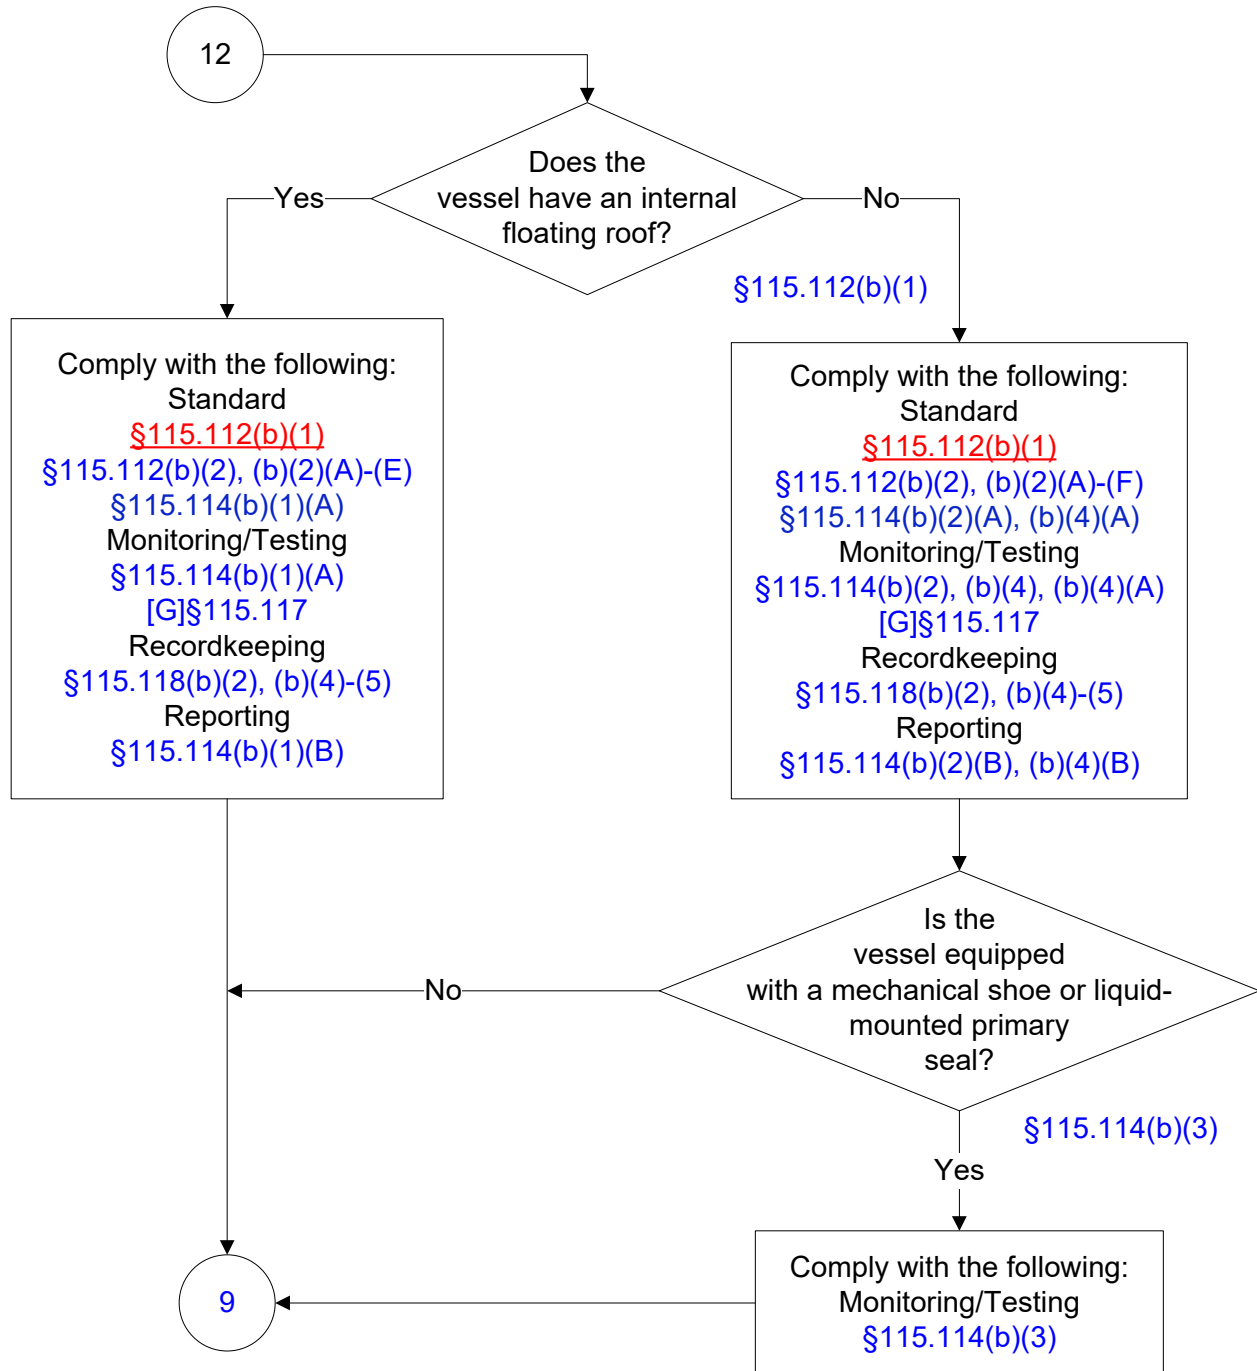 12
Does the
vessel have an internal
floating roof?
Yes
No
§115.112(b)(1)
Comply with the following:
Standard
§115.112(b)(1)
§115.112(b)(2), (b)(2)(A)-(E)
§115.114(b)(1)(A)
Monitoring/Testing
§115.114(b)(1)(A)
[G]§115.117
Recordkeeping
§115.118(b)(2), (b)(4)-(5)
Reporting
§115.114(b)(1)(B)
Comply with the following:
Standard
§115.112(b)(1)
§115.112(b)(2), (b)(2)(A)-(F)
§115.114(b)(2)(A), (b)(4)(A)
Monitoring/Testing
§115.114(b)(2), (b)(4), (b)(4)(A)
[G]§115.117
Recordkeeping
§115.118(b)(2), (b)(4)-(5)
Reporting
§115.114(b)(2)(B), (b)(4)(B)
Is the
vessel equipped
with a mechanical shoe or liquid-
mounted primary
seal?
No
§115.114(b)(3)
Yes
Comply with the following:
Monitoring/Testing
§115.114(b)(3)
9